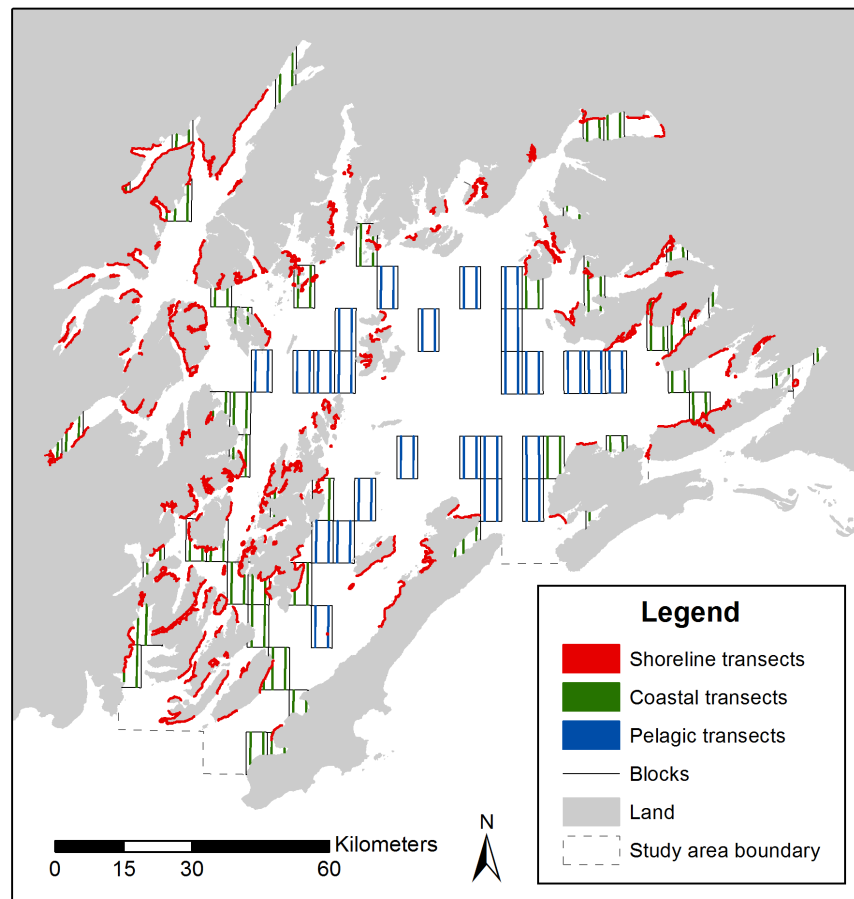 Legend
Shoreline transects
Coastal transects
Pelagic transects
Blocks
Land
Study area boundary
Kilometers
0 15 30 60
N